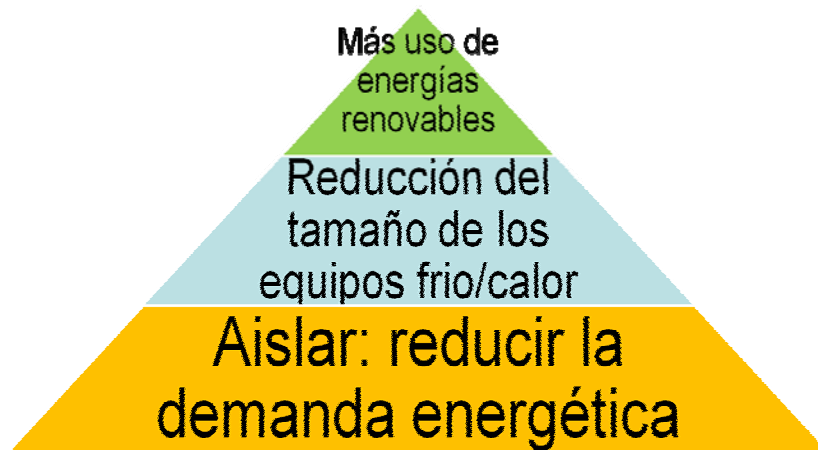 Más uso de
energías
renovables
Reducción del
tamaño de los
equipos frio/calor
Aislar: reducir la
demanda energética